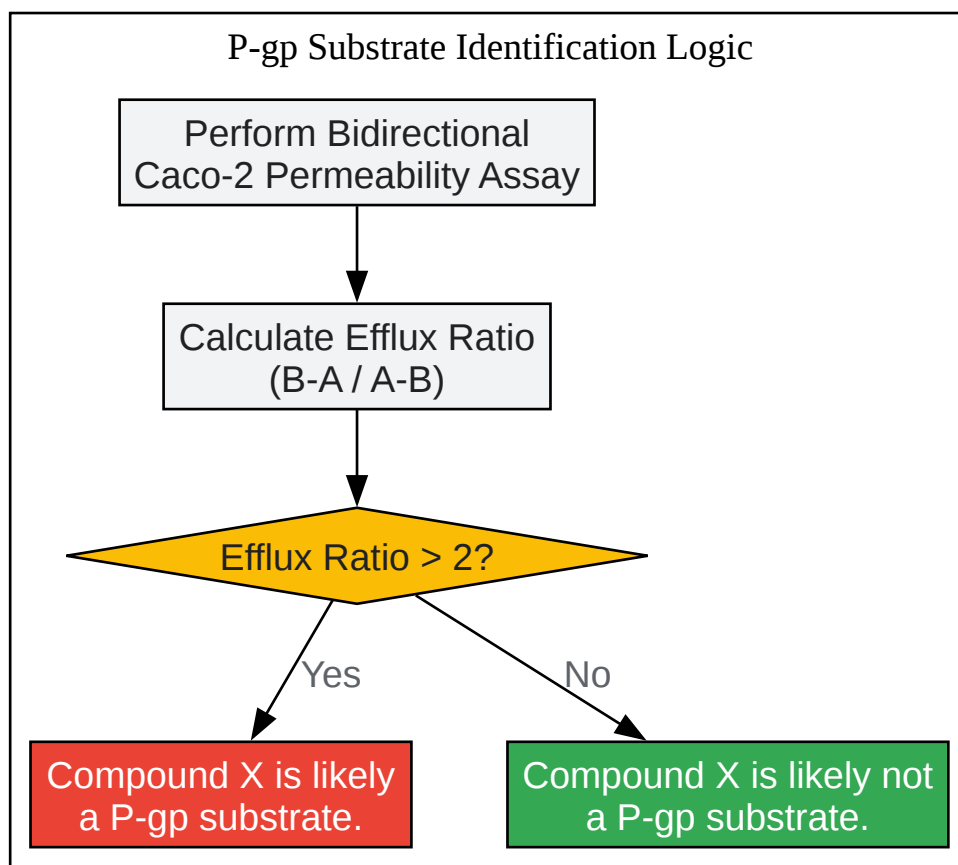 P-gp Substrate Identification Logic
Perform Bidirectional
Caco-2 Permeability Assay
Calculate Efflux Ratio
(B-A / A-B)
Efflux Ratio > 2?
Yes
No
Compound X is likely
a P-gp substrate.
Compound X is likely not
a P-gp substrate.